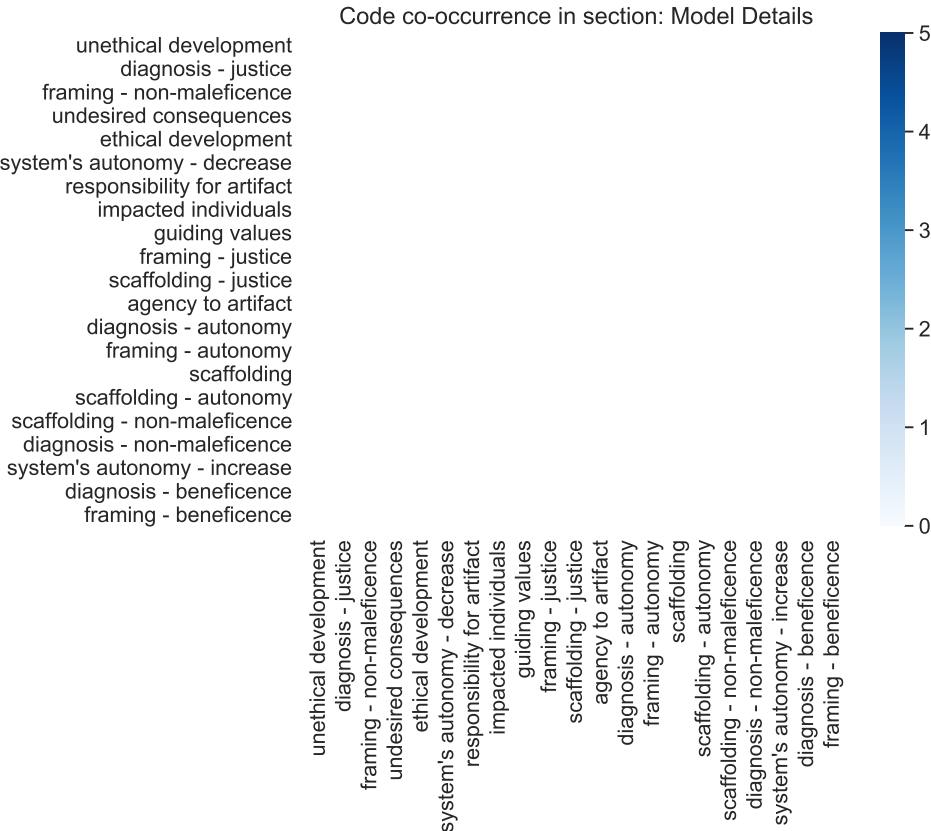 Code co-occurrence in section: Model Details
unethical development
diagnosis - justice
framing - non-maleficence
undesired consequences
ethical development
system's autonomy - decrease
responsibility for artifact
impacted individuals
guiding values
framing - justice
scaffolding - justice
agency to artifact
diagnosis - autonomy
framing - autonomy
scaffolding
scaffolding - autonomy
scaffolding - non-maleficence
diagnosis - non-maleficence
system's autonomy - increase
diagnosis - beneficence
framing - beneficence
5
4
3
2
1
0
unethical development
diagnosis - justice
framing - non-maleficence
undesired consequences
ethical development
system's autonomy - decrease
responsibility for artifact
impacted individuals
guiding values
framing - justice
scaffolding - justice
agency to artifact
diagnosis - autonomy
framing - autonomy
scaffolding
scaffolding - autonomy
scaffolding - non-maleficence
diagnosis - non-maleficence
system's autonomy - increase
diagnosis - beneficence
framing - beneficence